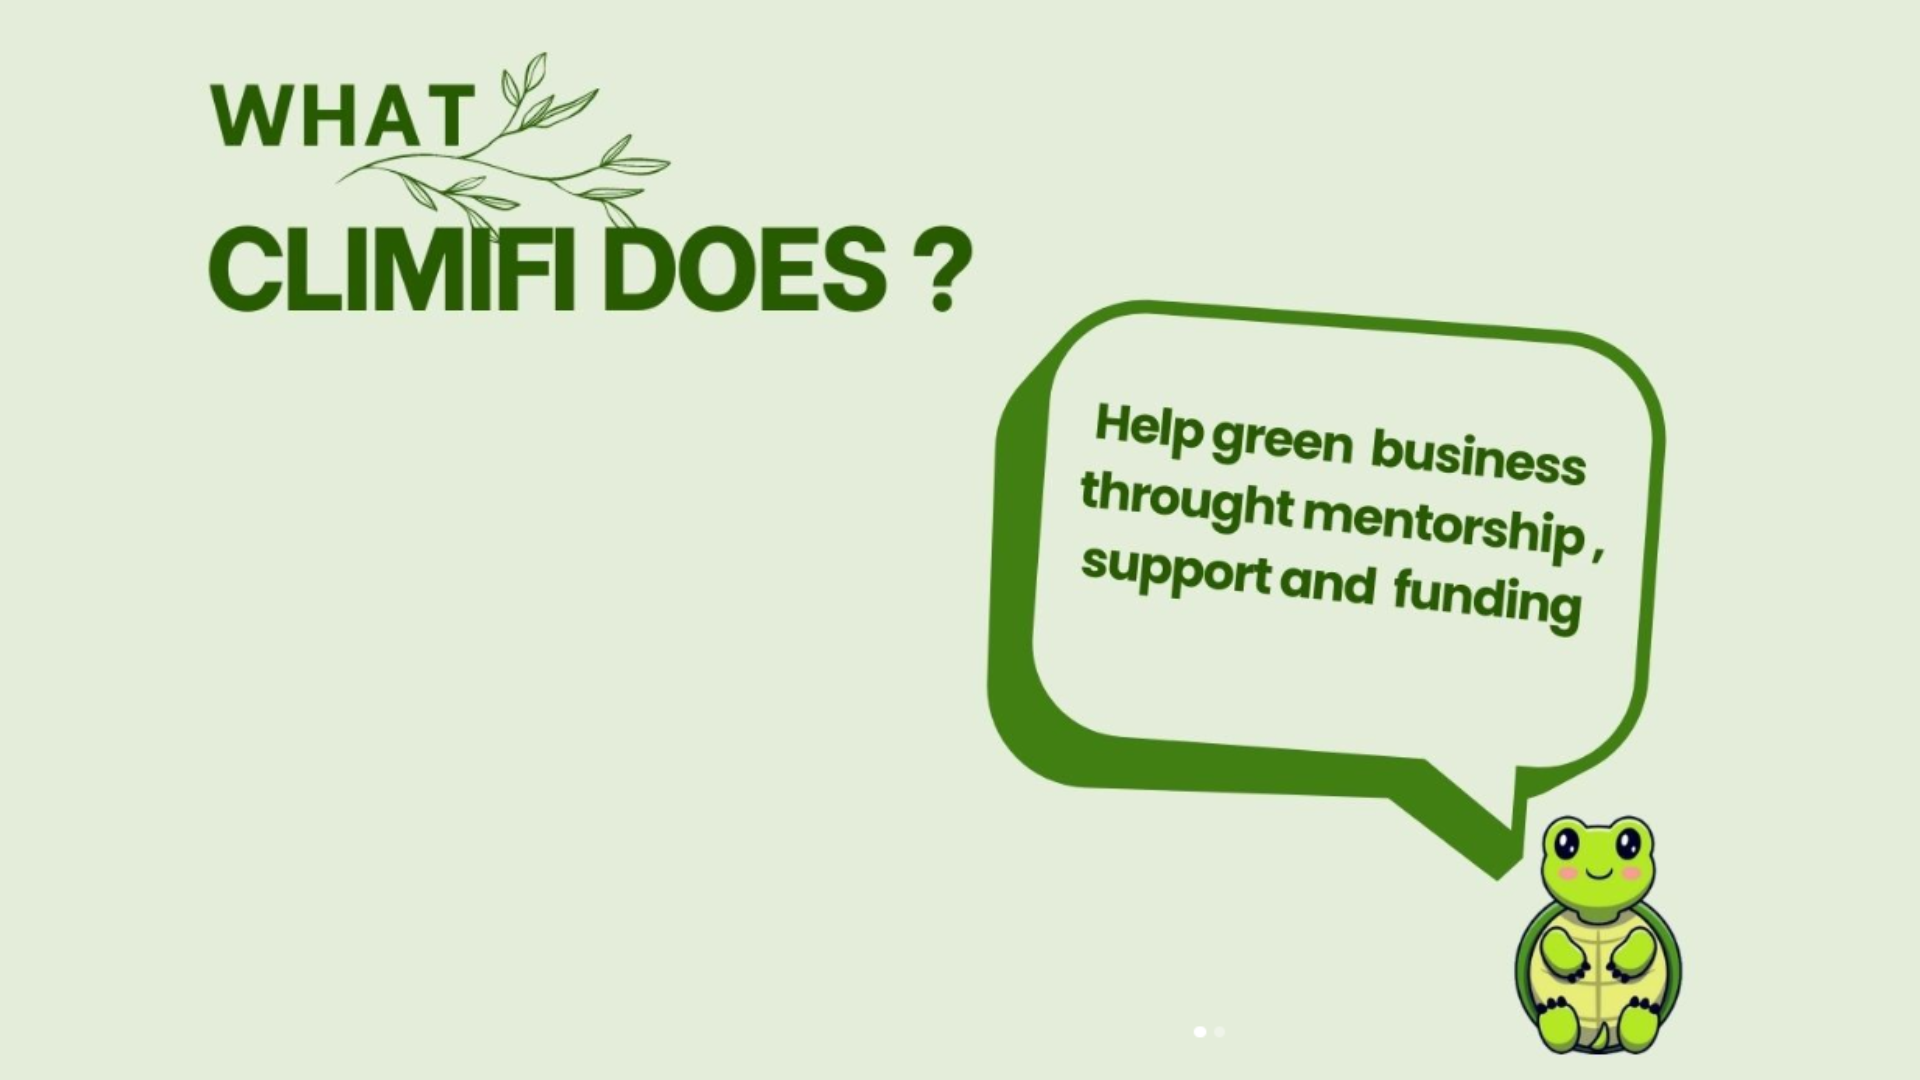 WHAT
CLIMIFI DOES ?
Help green business
throught mentorship ,
support and funding